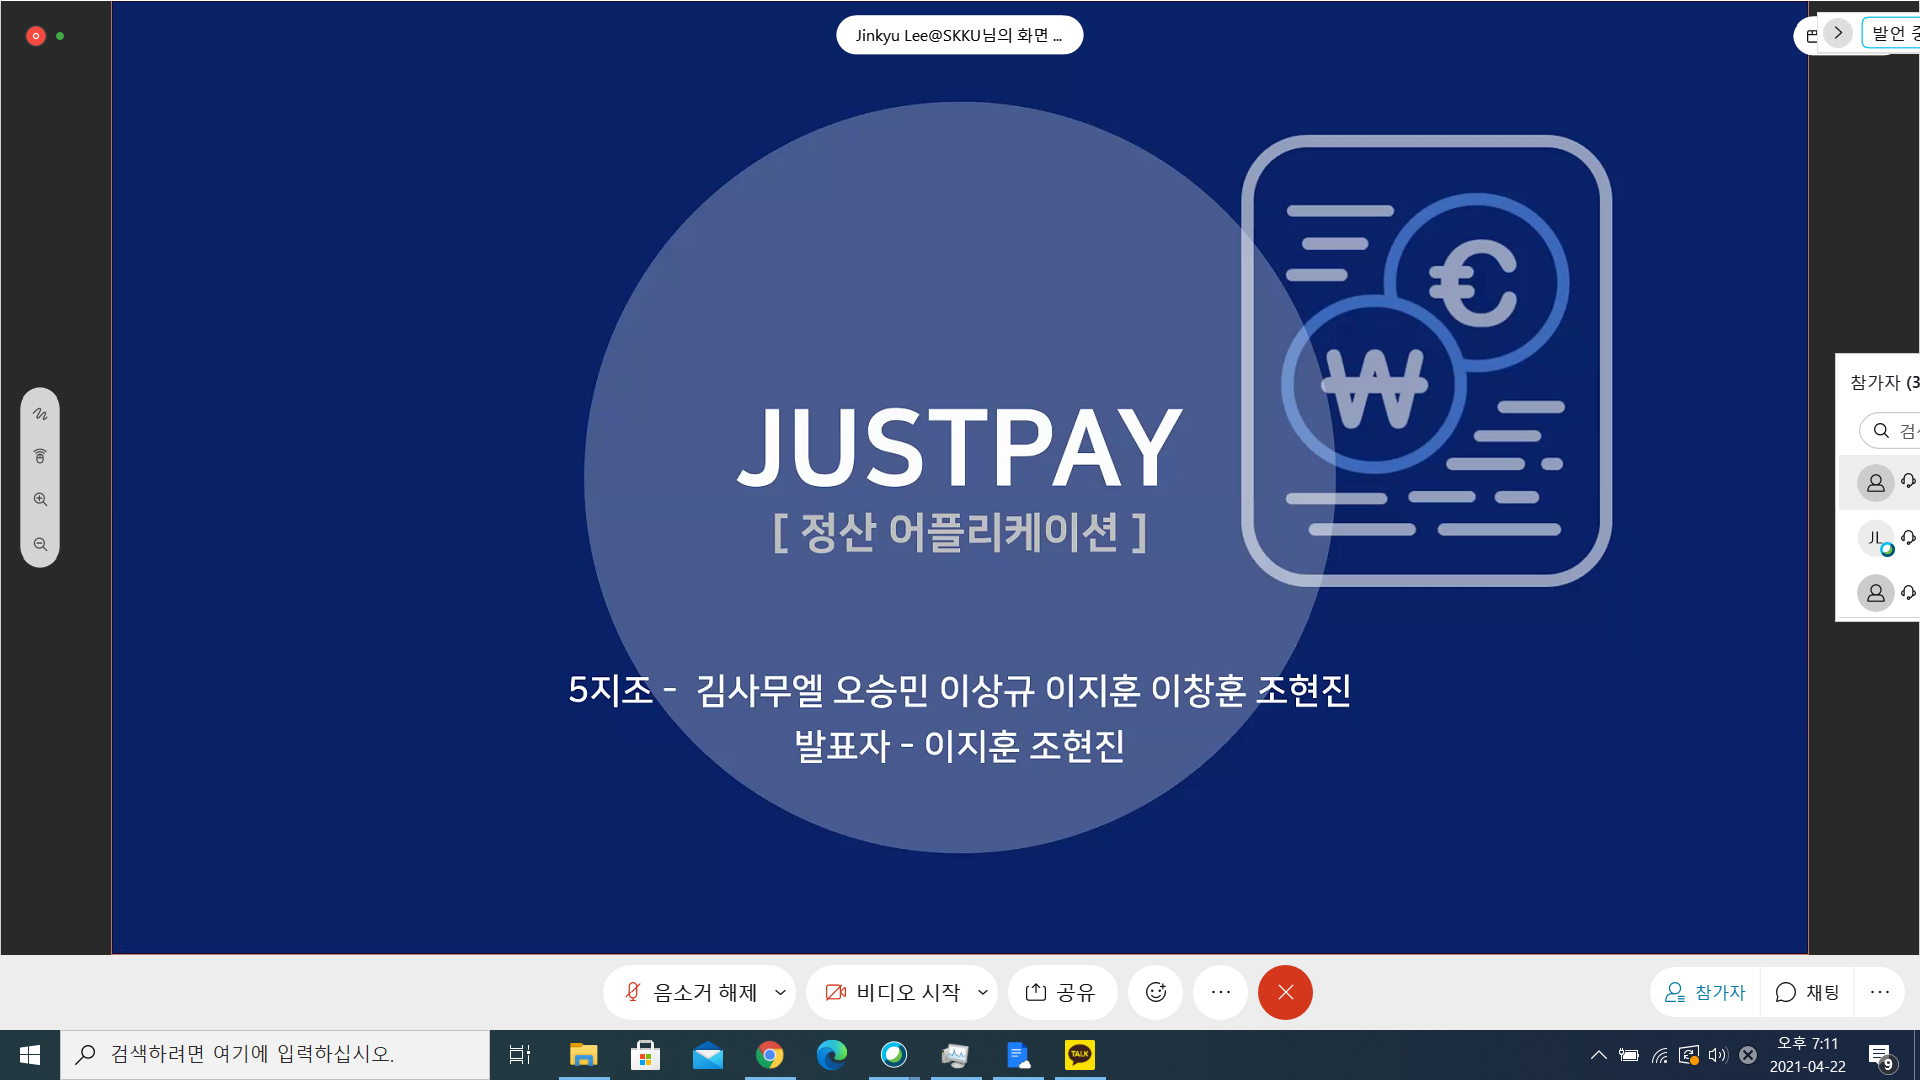 Jinkyu Lee@SKKU님의 화면 ...
발언 중
JUSTPAY
[ 정산 어플리케이션 ]
5지조 - 김사무엘 오승민 이상규 이지훈 이창훈 조현진
발표자 - 이지훈 조현진
참가자 (3
JL
음소거 해제
비디오 시작
공유
참가자
채팅
검색하려면 여기에 입력하십시오.
TALK
오후 7:11
2021-04-22
9